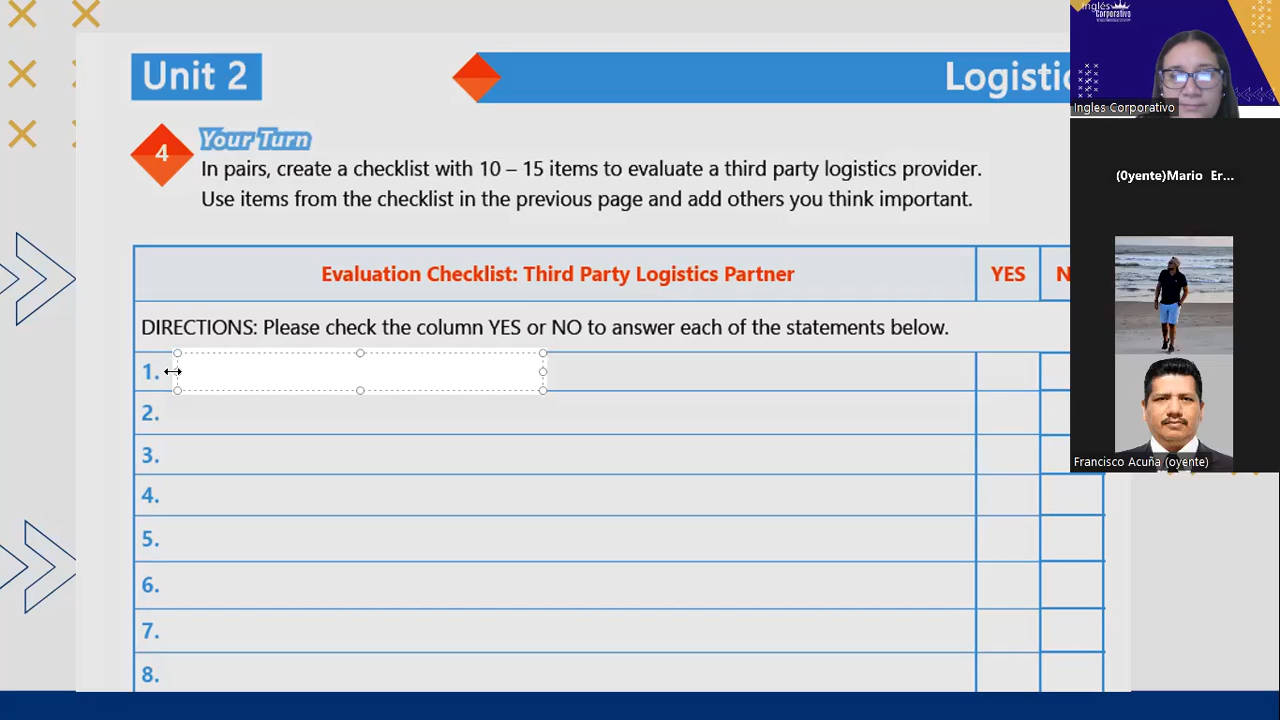 Unit 2
Logistic
4
Your Turn
In pairs, create a checklist with 10 – 15 items to evaluate a third party logistics provider.
Use items from the checklist in the previous page and add others you think important.
Evaluation Checklist: Third Party Logistics Partner
YES
N
DIRECTIONS: Please check the column YES or NO to answer each of the statements below.
1.
2.
3.
4.
5.
6.
7.
8.
Inglés
Corporativo
Ingles Corporativo
(Oyente)Mario Er...
Francisco Acuña (oyente)